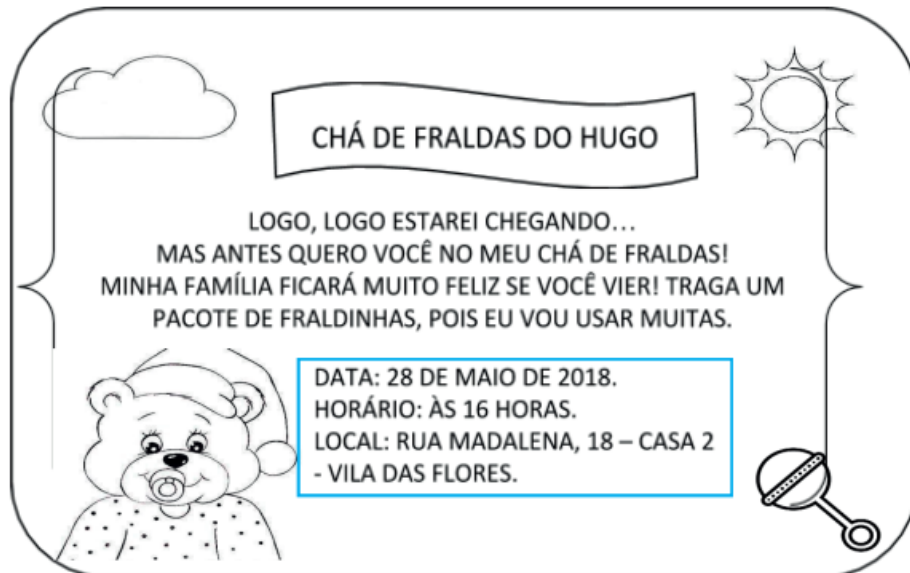 CHÁ DE FRALDAS DO HUGO
LOGO, LOGO ESTAREI CHEGANDO...
MAS ANTES QUERO VOCÊ NO MEU CHÁ DE FRALDAS!
MINHA FAMÍLIA FICARÁ MUITO FELIZ SE VOCÊ VIER! TRAGA UM
PACOTE DE FRALDINHAS, POIS EU VOU USAR MUITAS.
DATA: 28 DE MAIO DE 2018.
HORÁRIO: ÀS 16 HORAS.
LOCAL: RUA MADALENA, 18 – CASA 2
- VILA DAS FLORES.